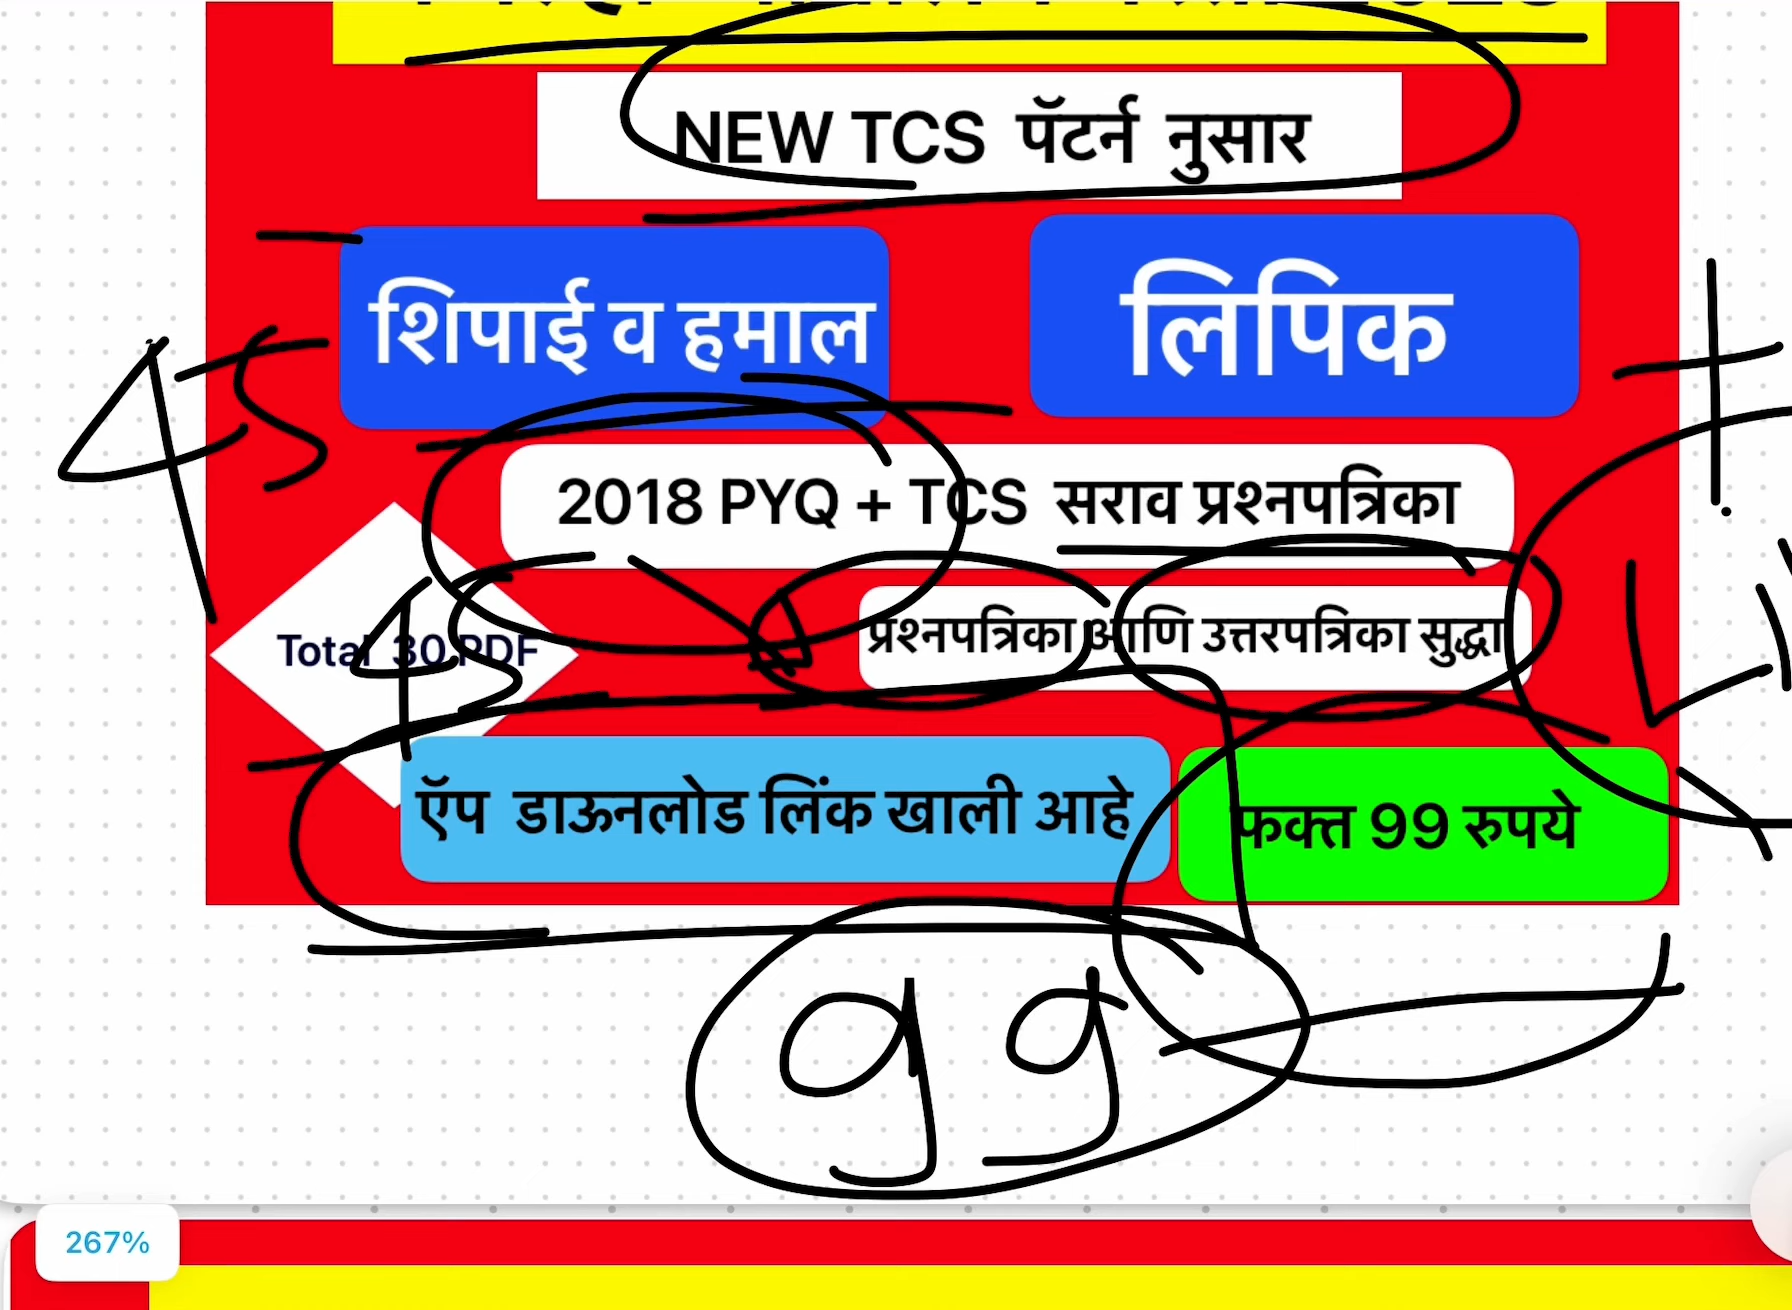 NEW TCS पॅटर्न नुसार
शिपाई व हमाल
लिपिक
45
2018 PYQ + TCS सराव प्रश्नपत्रिका
Total 30 PDF
45
प्रश्नपत्रिका आणि उत्तरपत्रिका सुद्धा
ऍप डाऊनलोड लिंक खाली आहे
फक्त 99 रुपये
99
267%